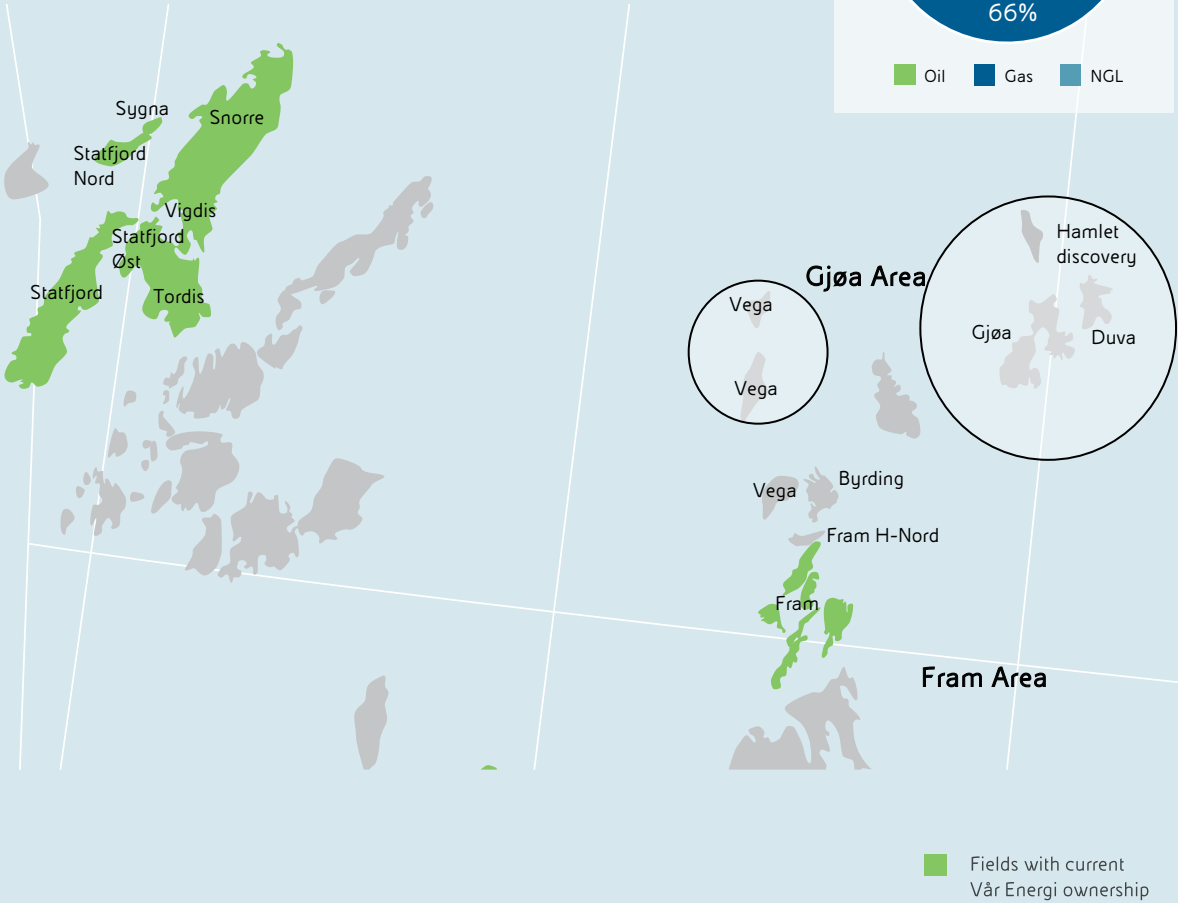 66%
Oil
Gas
NGL
Sygna
Snorre
Statfjord
Nord
Vigdis
Statfjord
Øst
Statfjord
Tordis
Hamlet
discovery
Gjøa Area
Vega
Gjøa
Duva
Vega
Byrding
Vega
Fram H-Nord
Fram
Fram Area
Fields with current
Vår Energi ownership